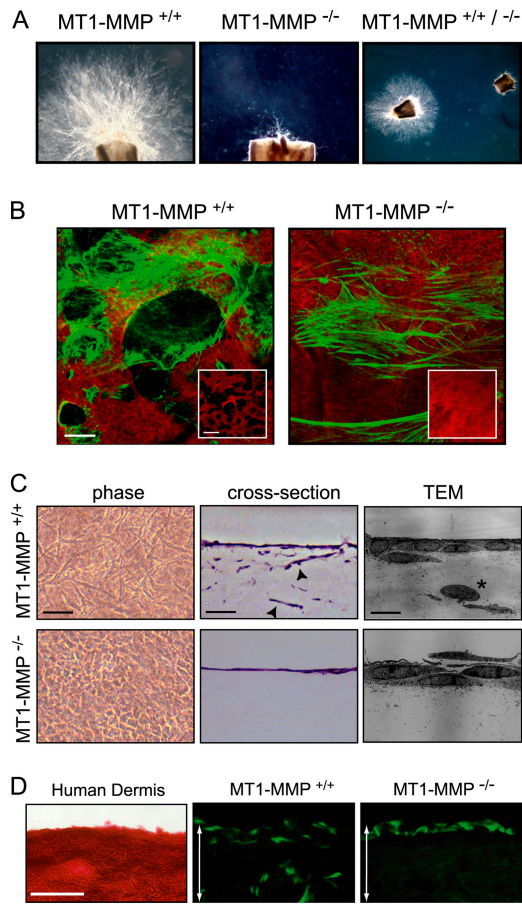 A
MT1-MMP +/+
MT1-MMP -/-
MT1-MMP +/+ / -/-
B
MT1-MMP +/+
MT1-MMP -/-
C
phase
cross-section
TEM
MT1-MMP +/+
*
MT1-MMP -/-
D
Human Dermis
MT1-MMP +/+
MT1-MMP -/-